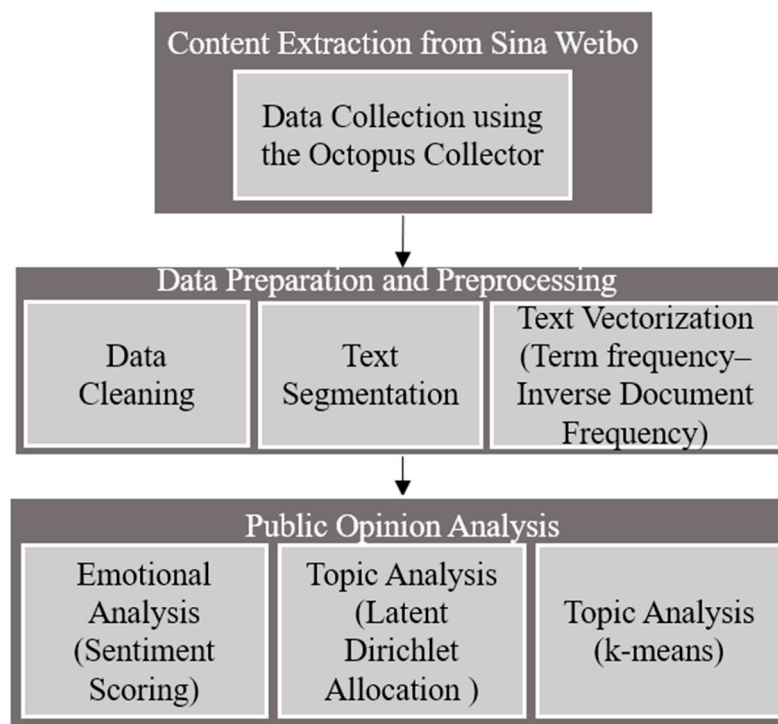 Content Extraction from Sina Weibo
Data Collection using
the Octopus Collector
Data Preparation and Preprocessing
Data
Cleaning
Text
Segmentation
Text Vectorization
(Term frequency–
Inverse Document
Frequency)
Public Opinion Analysis
Emotional
Analysis
(Sentiment
Scoring)
Topic Analysis
(Latent
Dirichlet
Allocation )
Topic Analysis
(k-means)